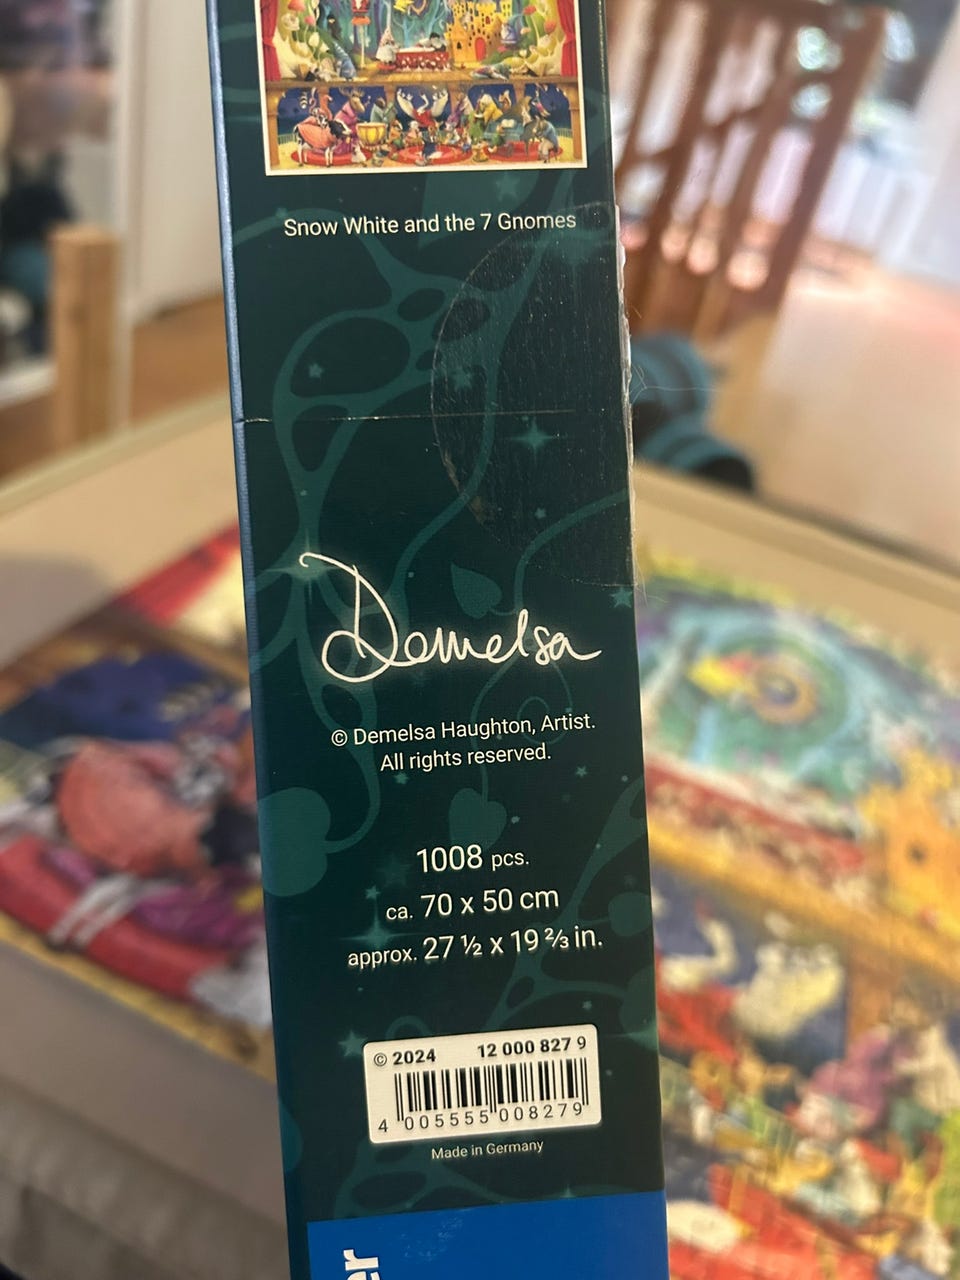 Snow White and the 7 Gnomes
Demelsa
© Demelsa Haughton, Artist.
All rights reserved.
1008 pcs.
ca. 70 x 50 cm
approx. 27 ½ x 19 ⅔ in.
© 2024 12 000 827 9
4 005555 008279
Made in Germany
er